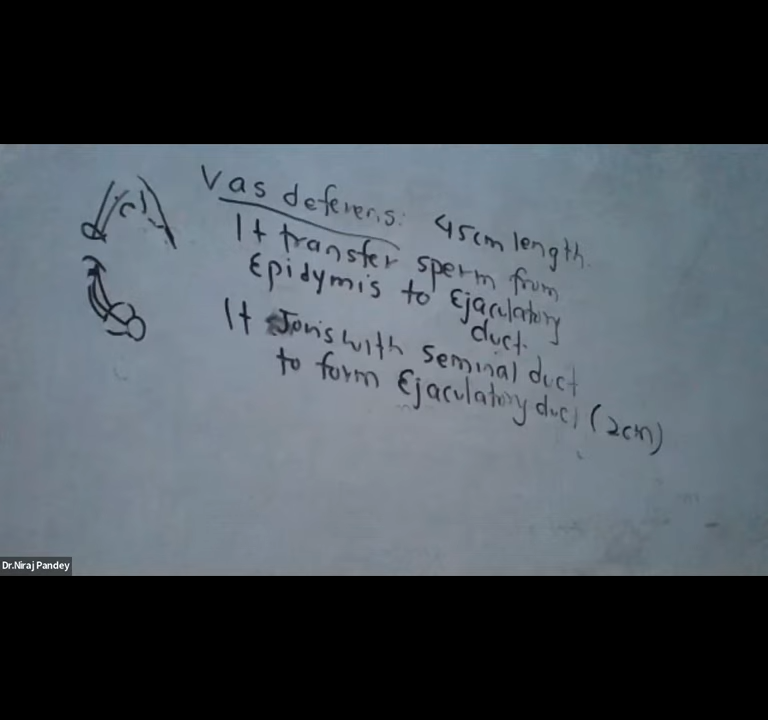 Vas deferens: 45cm length.
It transfer sperm from
Epidymis to Ejaculatory
duct.
It Jonis with seminal duct
to form Ejaculatory duct (2cm)
Dr.Niraj Pandey